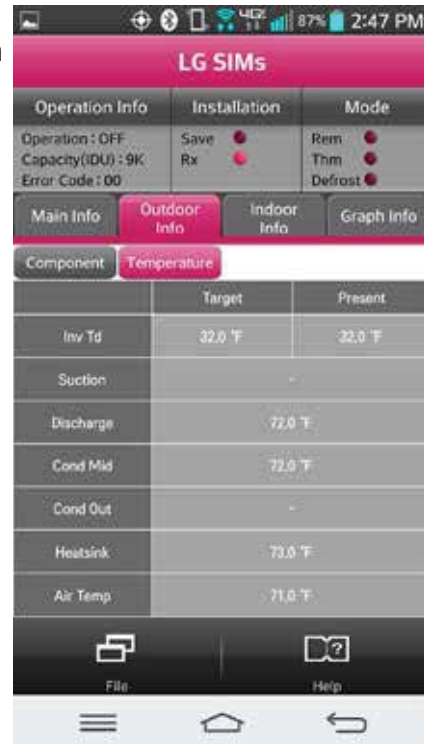 4G
87% 2:47 PM
LG SIMs
Operation Info Installation Mode
Operation : OFF Save Rem
Capacity(IDU) : 9K Rx Thm
Error Code : 00 Defrost
Main Info Outdoor Info Indoor Info Graph Info
Component Temperature
Target Present
Inv Td 32.0 °F 32.0 °F
Suction -
Discharge 72.0 °F
Cond Mid 72.0 °F
Cond Out -
Heatsink 73.0 °F
Air Temp 71.0 °F
File Help